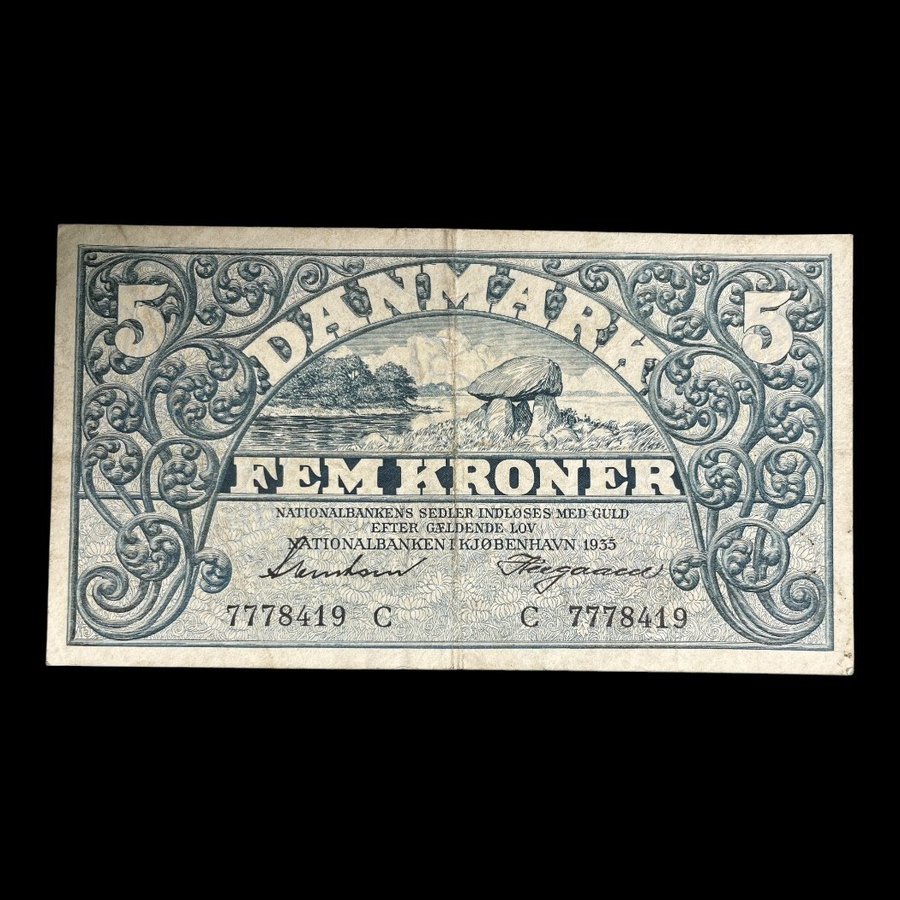 5 DANMARK 5
FEM KRONER
NATIONALBANKENS SEDLER INDLØSES MED GULD
EFTER GÆLDENDE LOV
NATIONALBANKEN I KJØBENHAVN 1935
7778419 C C 7778419